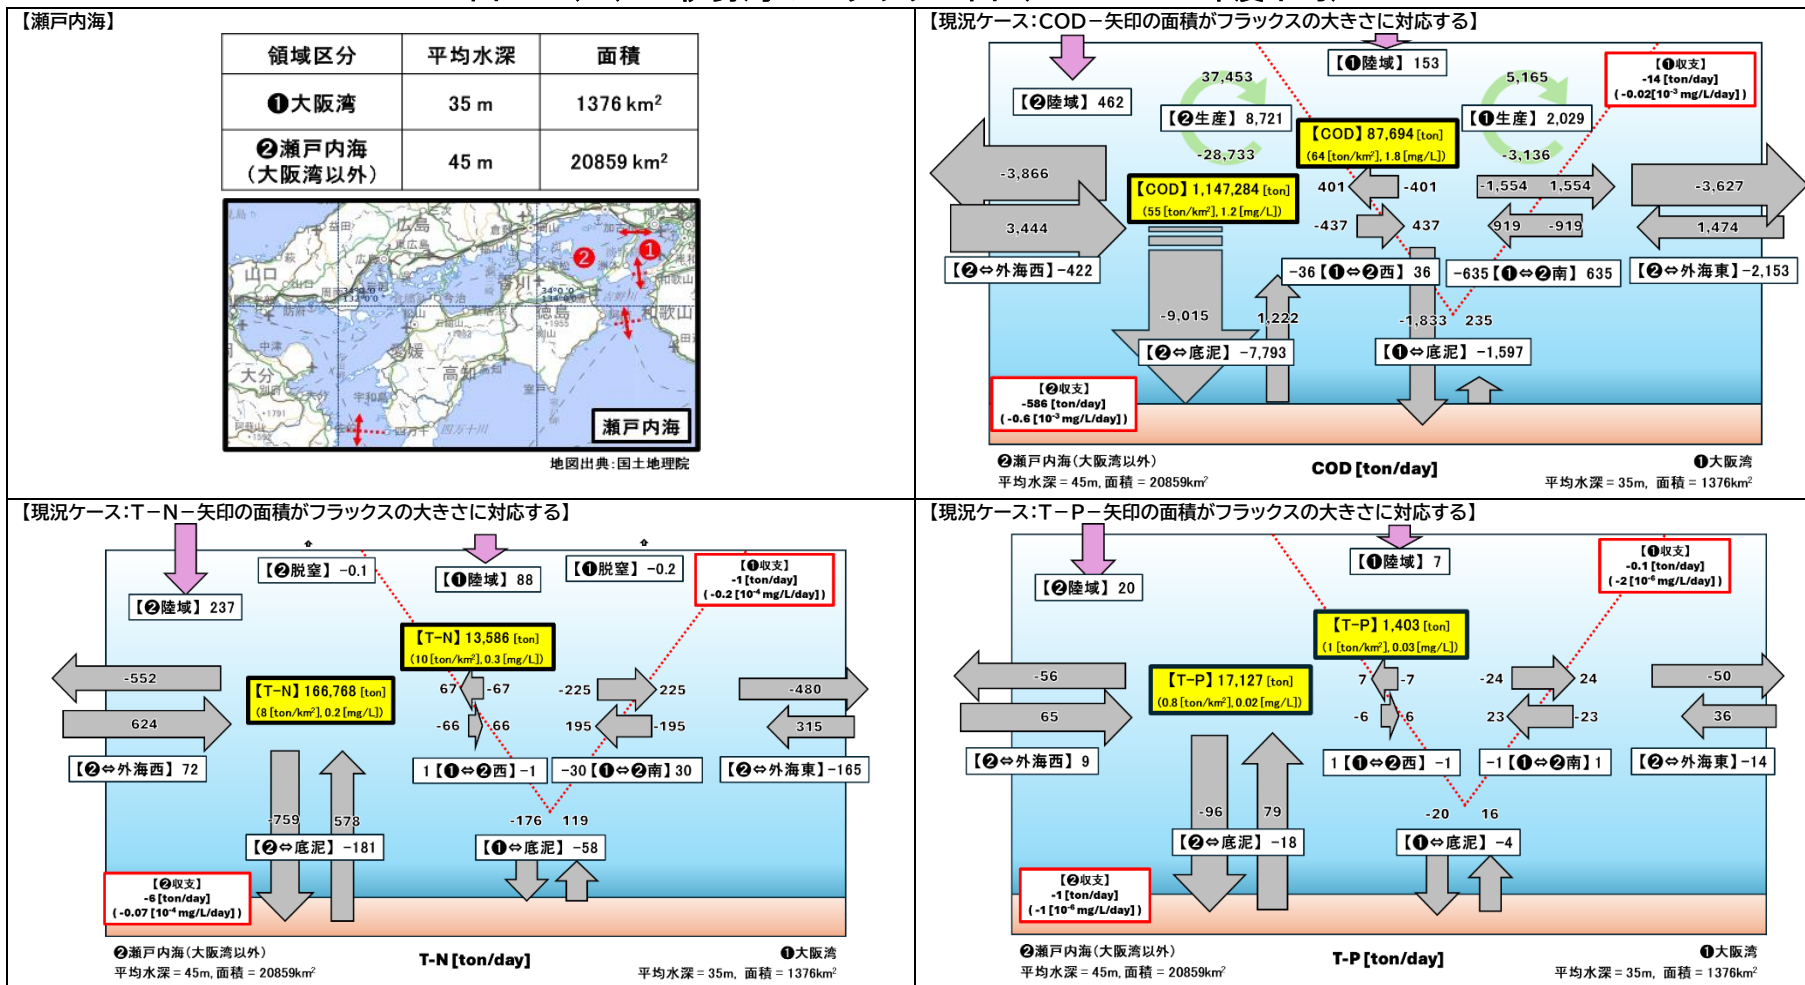 【瀬戸内海】
領域区分 平均水深 面積
❶大阪湾 35 m 1376 km²
❷瀬戸内海
(大阪湾以外) 45 m 20859 km²
広島
山口
香川
徳島
愛媛
高知
大分
和歌山
❶
❷
瀬戸内海
地図出典:国土地理院
【現況ケース:COD-矢印の面積がフラックスの大きさに対応する】
【❶陸域】153
【❷陸域】462
37,453
【❷生産】8,721
-28,733
5,165
【❶生産】2,029
-3,136
【❶収支】
-14 [ton/day]
(-0.02[10⁻³ mg/L/day])
【COD】87,694 [ton]
(64 [ton/km²], 1.8 [mg/L])
【COD】1,147,284 [ton]
(55 [ton/km²], 1.2 [mg/L])
-3,866
3,444
【❷⇔外海西】-422
401 -401
-437 437
-36【❶⇔❷西】36
-1,554 1,554
919 -919
-635【❶⇔❷南】635
-3,627
1,474
【❷⇔外海東】-2,153
-9,015 1,222
【❷⇔底泥】-7,793
-1,833 235
【❶⇔底泥】-1,597
【❷収支】
-586 [ton/day]
(-0.6 [10⁻³ mg/L/day])
❷瀬戸内海(大阪湾以外)
平均水深 = 45m, 面積 = 20859km²
COD [ton/day]
❶大阪湾
平均水深 = 35m, 面積 = 1376km²
【現況ケース:T-N-矢印の面積がフラックスの大きさに対応する】
【❷脱窒】-0.1
【❶陸域】88
【❶脱窒】-0.2
【❷陸域】237
【❶収支】
-1 [ton/day]
(-0.2 [10⁻⁴ mg/L/day])
【T-N】13,586 [ton]
(10 [ton/km²], 0.3 [mg/L])
【T-N】166,768 [ton]
(8 [ton/km²], 0.2 [mg/L])
-552
624
【❷⇔外海西】72
67 -67
-66 66
1【❶⇔❷西】-1
-225 225
195 -195
-30【❶⇔❷南】30
-480
315
【❷⇔外海東】-165
-759 578
【❷⇔底泥】-181
-176 119
【❶⇔底泥】-58
【❷収支】
-6 [ton/day]
(-0.07 [10⁻⁴ mg/L/day])
❷瀬戸内海(大阪湾以外)
平均水深 = 45m, 面積 = 20859km²
T-N [ton/day]
❶大阪湾
平均水深 = 35m, 面積 = 1376km²
【現況ケース:T-P-矢印の面積がフラックスの大きさに対応する】
【❶陸域】7
【❷陸域】20
【❶収支】
-0.1 [ton/day]
(-2 [10⁻⁶ mg/L/day])
【T-P】1,403 [ton]
(1 [ton/km²], 0.03 [mg/L])
【T-P】17,127 [ton]
(0.8 [ton/km²], 0.02 [mg/L])
-56
65
【❷⇔外海西】9
7 -7
-6 6
1【❶⇔❷西】-1
-24 24
23 -23
-1【❶⇔❷南】1
-50
36
【❷⇔外海東】-14
-96 79
【❷⇔底泥】-18
-20 16
【❶⇔底泥】-4
【❷収支】
-1 [ton/day]
(-1 [10⁻⁶ mg/L/day])
❷瀬戸内海(大阪湾以外)
平均水深 = 45m, 面積 = 20859km²
T-P [ton/day]
❶大阪湾
平均水深 = 35m, 面積 = 1376km²